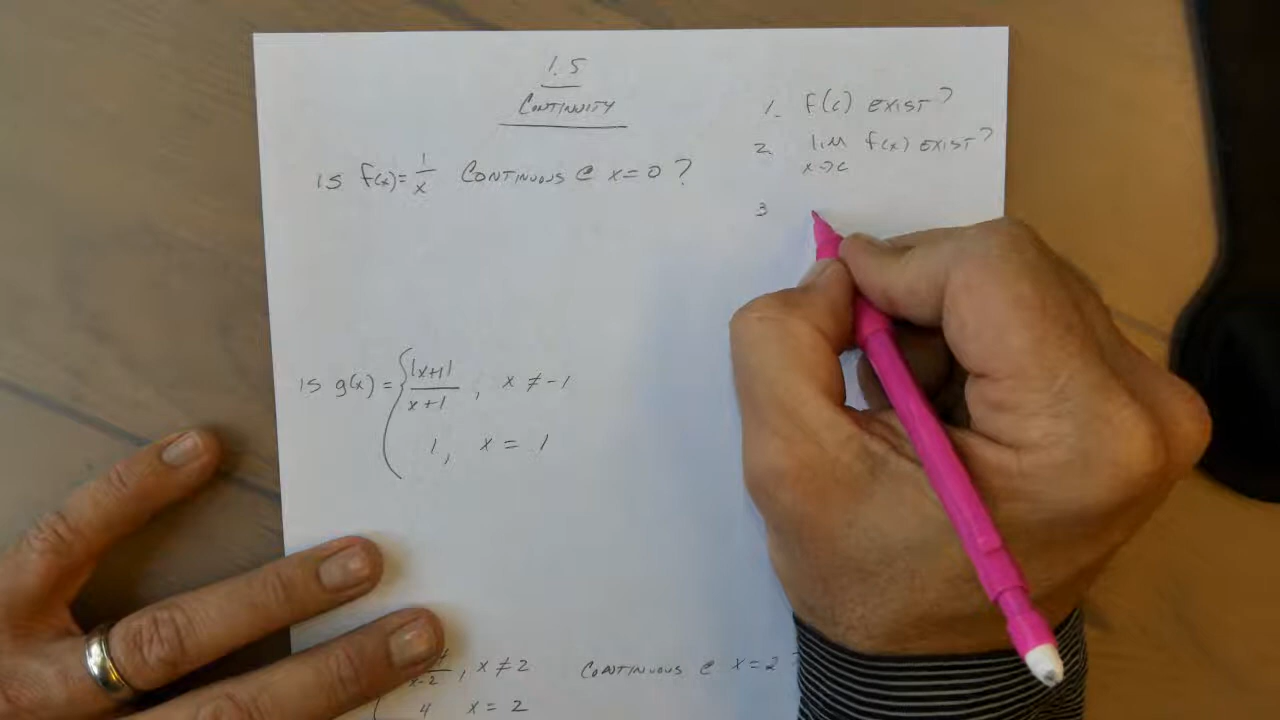 1.5
CONTINUITY
1. f(c) EXIST?
2. lim f(x) EXIST?
x→c
3
IS f(x) = 1/x CONTINUOUS @ x = 0 ?
IS g(x) = { |x+1| / x+1 , x ≠ -1
1, x = 1
x-2 , x ≠ 2 CONTINUOUS @ x = 2
4 x = 2